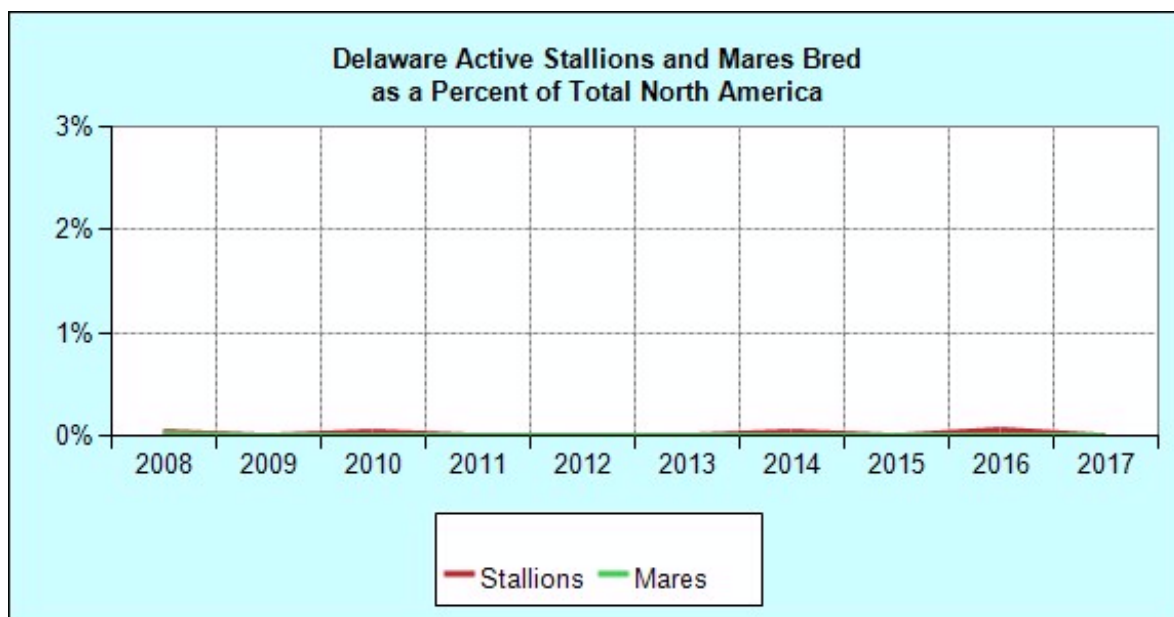 Delaware Active Stallions and Mares Bred
as a Percent of Total North America
3%
2%
1%
0%
2008 2009 2010 2011 2012 2013 2014 2015 2016 2017
Stallions Mares